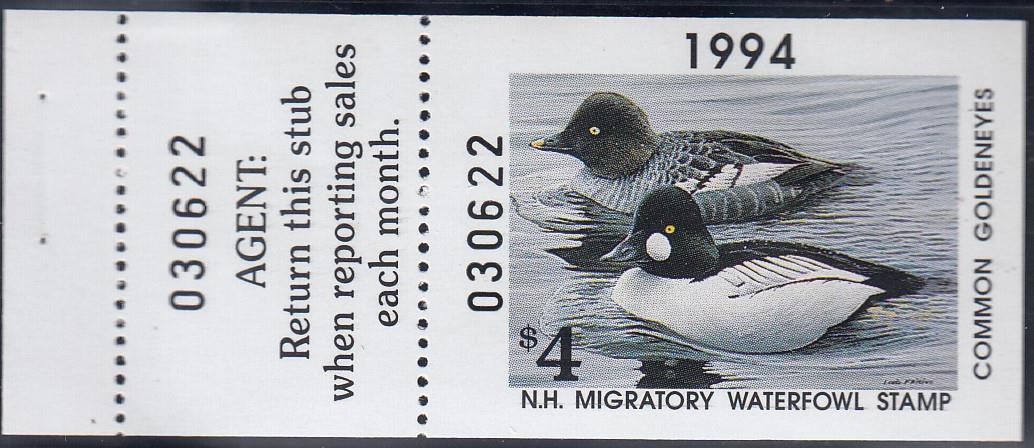 030622
AGENT:
Return this stub
when reporting sales
each month.
030622
1994
COMMON GOLDENEYES
$4
N.H. MIGRATORY WATERFOWL STAMP